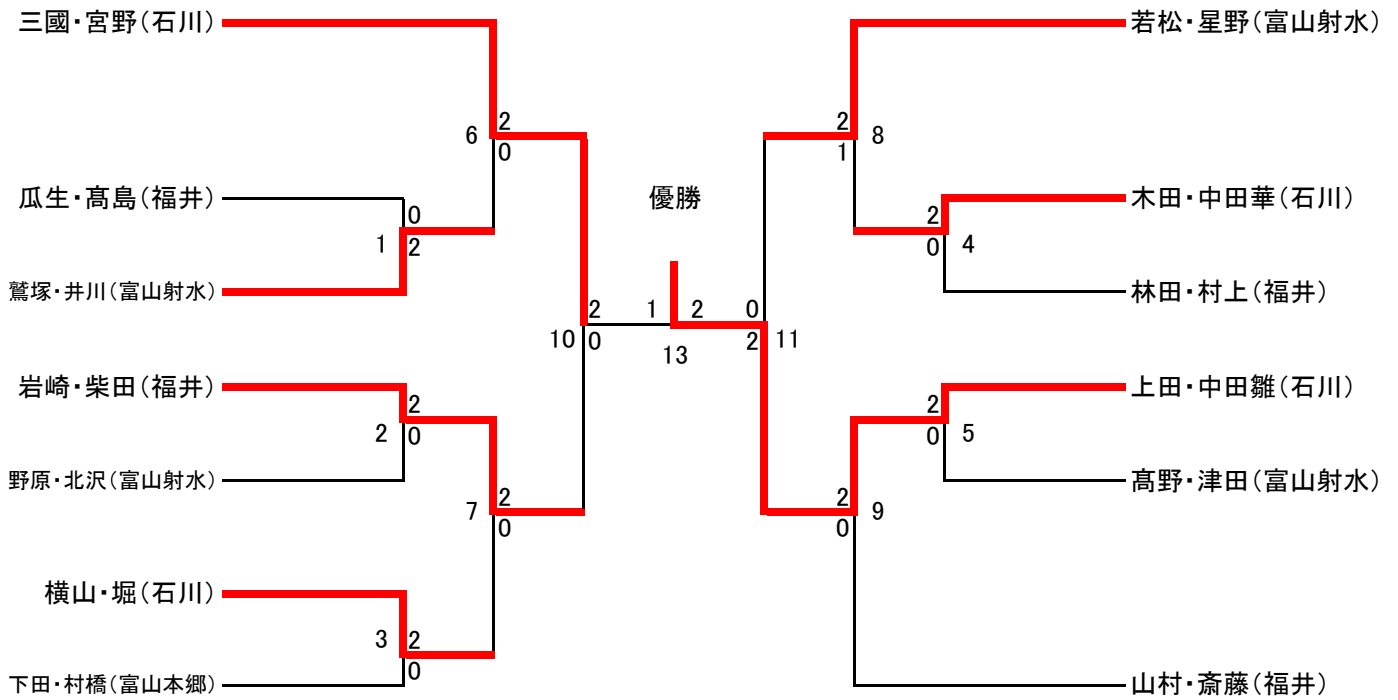 三國・宮野(石川)
若松・星野(富山射水)
6
2
0
2
1
8
瓜生・髙島(福井)
優勝
木田・中田華(石川)
1
0
2
2
0
4
鷲塚・井川(富山射水)
林田・村上(福井)
10
2
0
1
2
13
0
2
11
岩崎・柴田(福井)
上田・中田雛(石川)
2
2
0
2
0
5
野原・北沢(富山射水)
髙野・津田(富山射水)
7
2
0
2
0
9
横山・堀(石川)
3
2
0
下田・村橋(富山本郷)
山村・斎藤(福井)